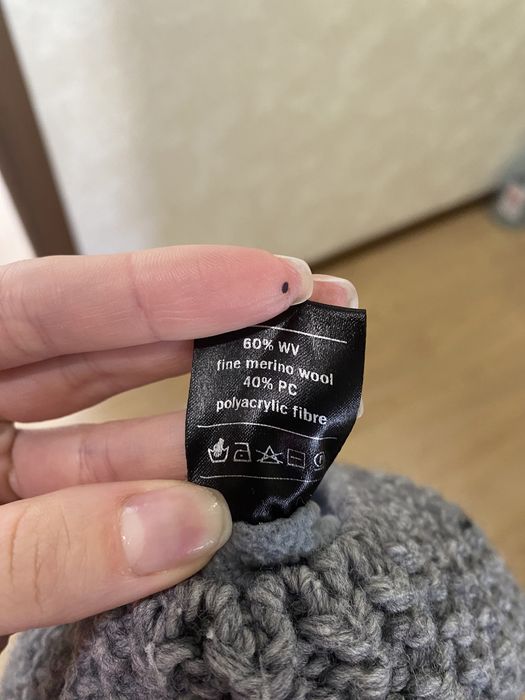 60% WV
fine merino wool
40% PC
polyacrylic fibre